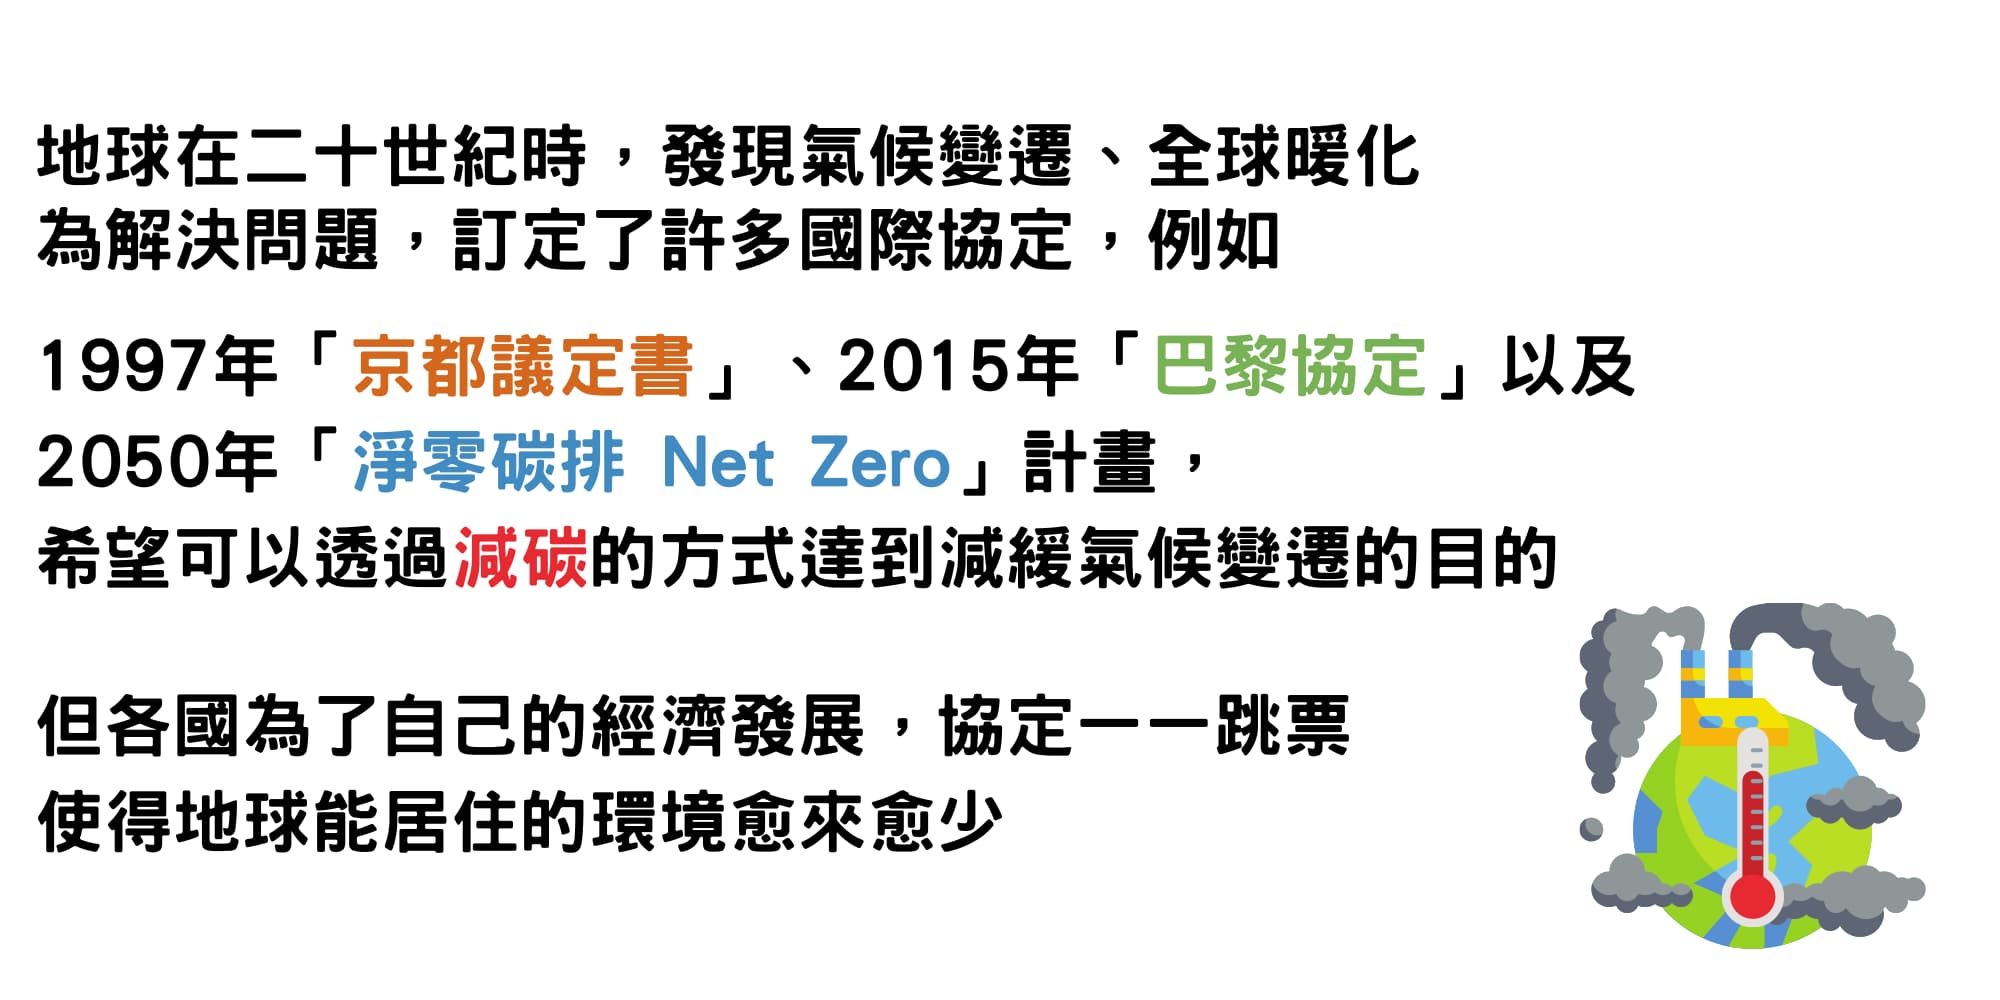 地球在二十世紀時，發現氣候變遷、全球暖化
為解決問題，訂定了許多國際協定，例如
1997年「京都議定書」、2015年「巴黎協定」以及
2050年「淨零碳排 Net Zero」計畫，
希望可以透過減碳的方式達到減緩氣候變遷的目的
但各國為了自己的經濟發展，協定一一跳票
使得地球能居住的環境愈來愈少